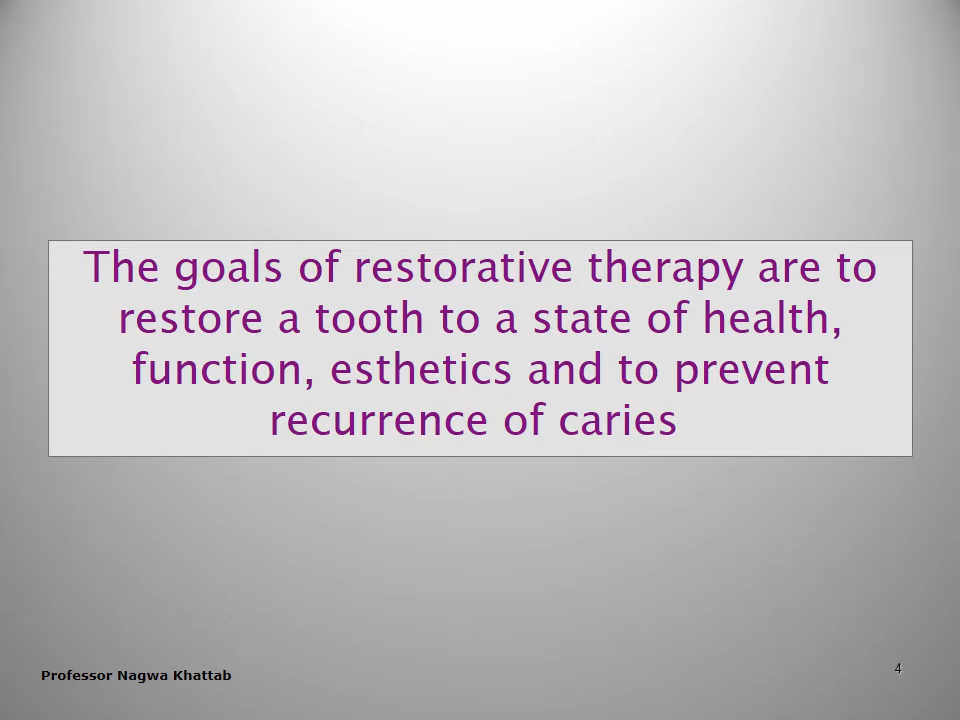 The goals of restorative therapy are to
restore a tooth to a state of health,
function, esthetics and to prevent
recurrence of caries
Professor Nagwa Khattab
4